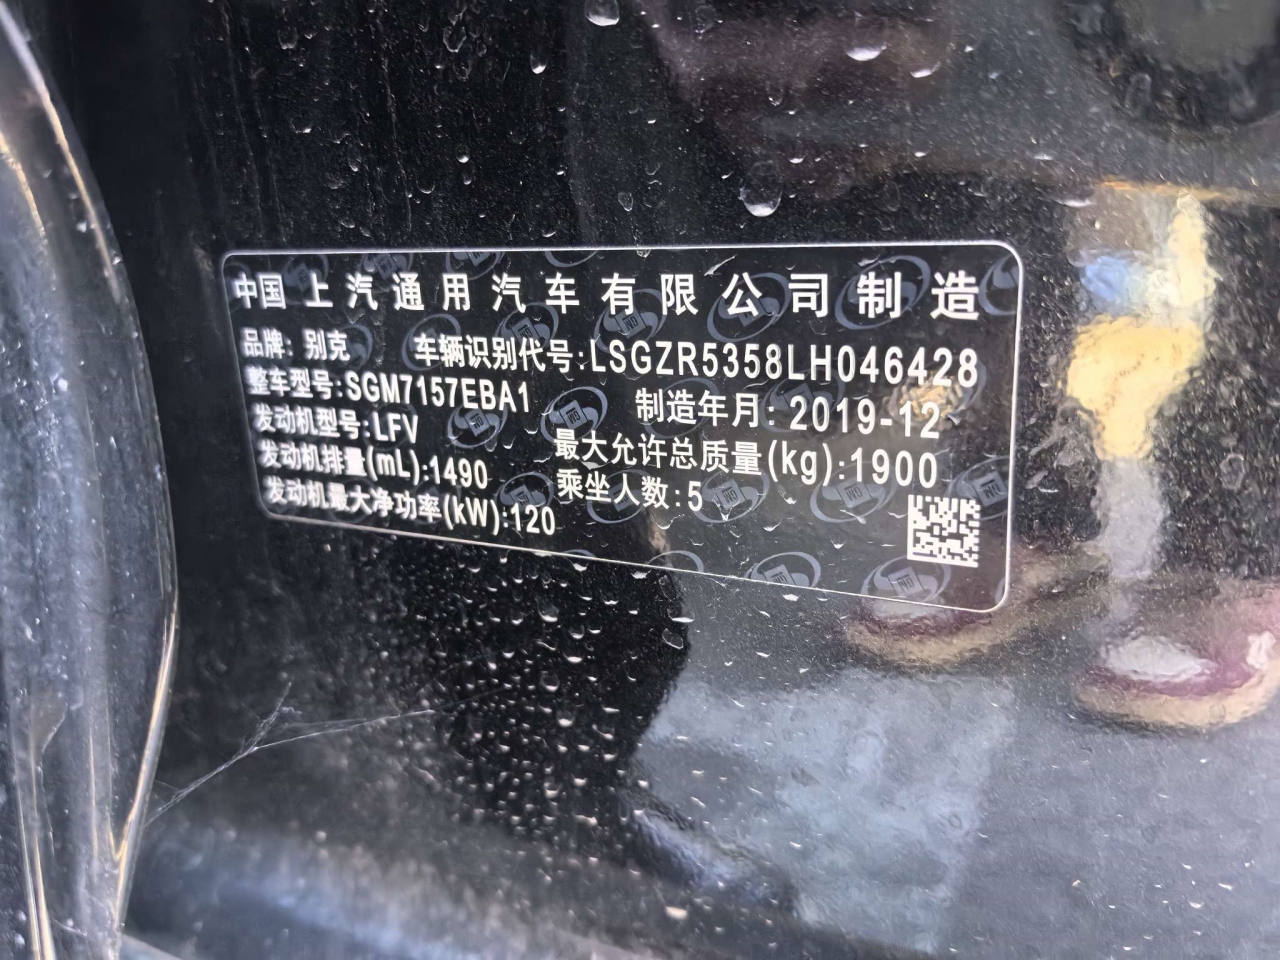 中国上汽通用汽车有限公司制造
品牌: 别克 车辆识别代号:LSGZR5358LH046428
整车型号:SGM7157EBA1 制造年月: 2019-12
发动机型号:LFV 最大允许总质量(kg):1900
发动机排量(mL):1490 乘坐人数:5
发动机最大净功率(kW):120